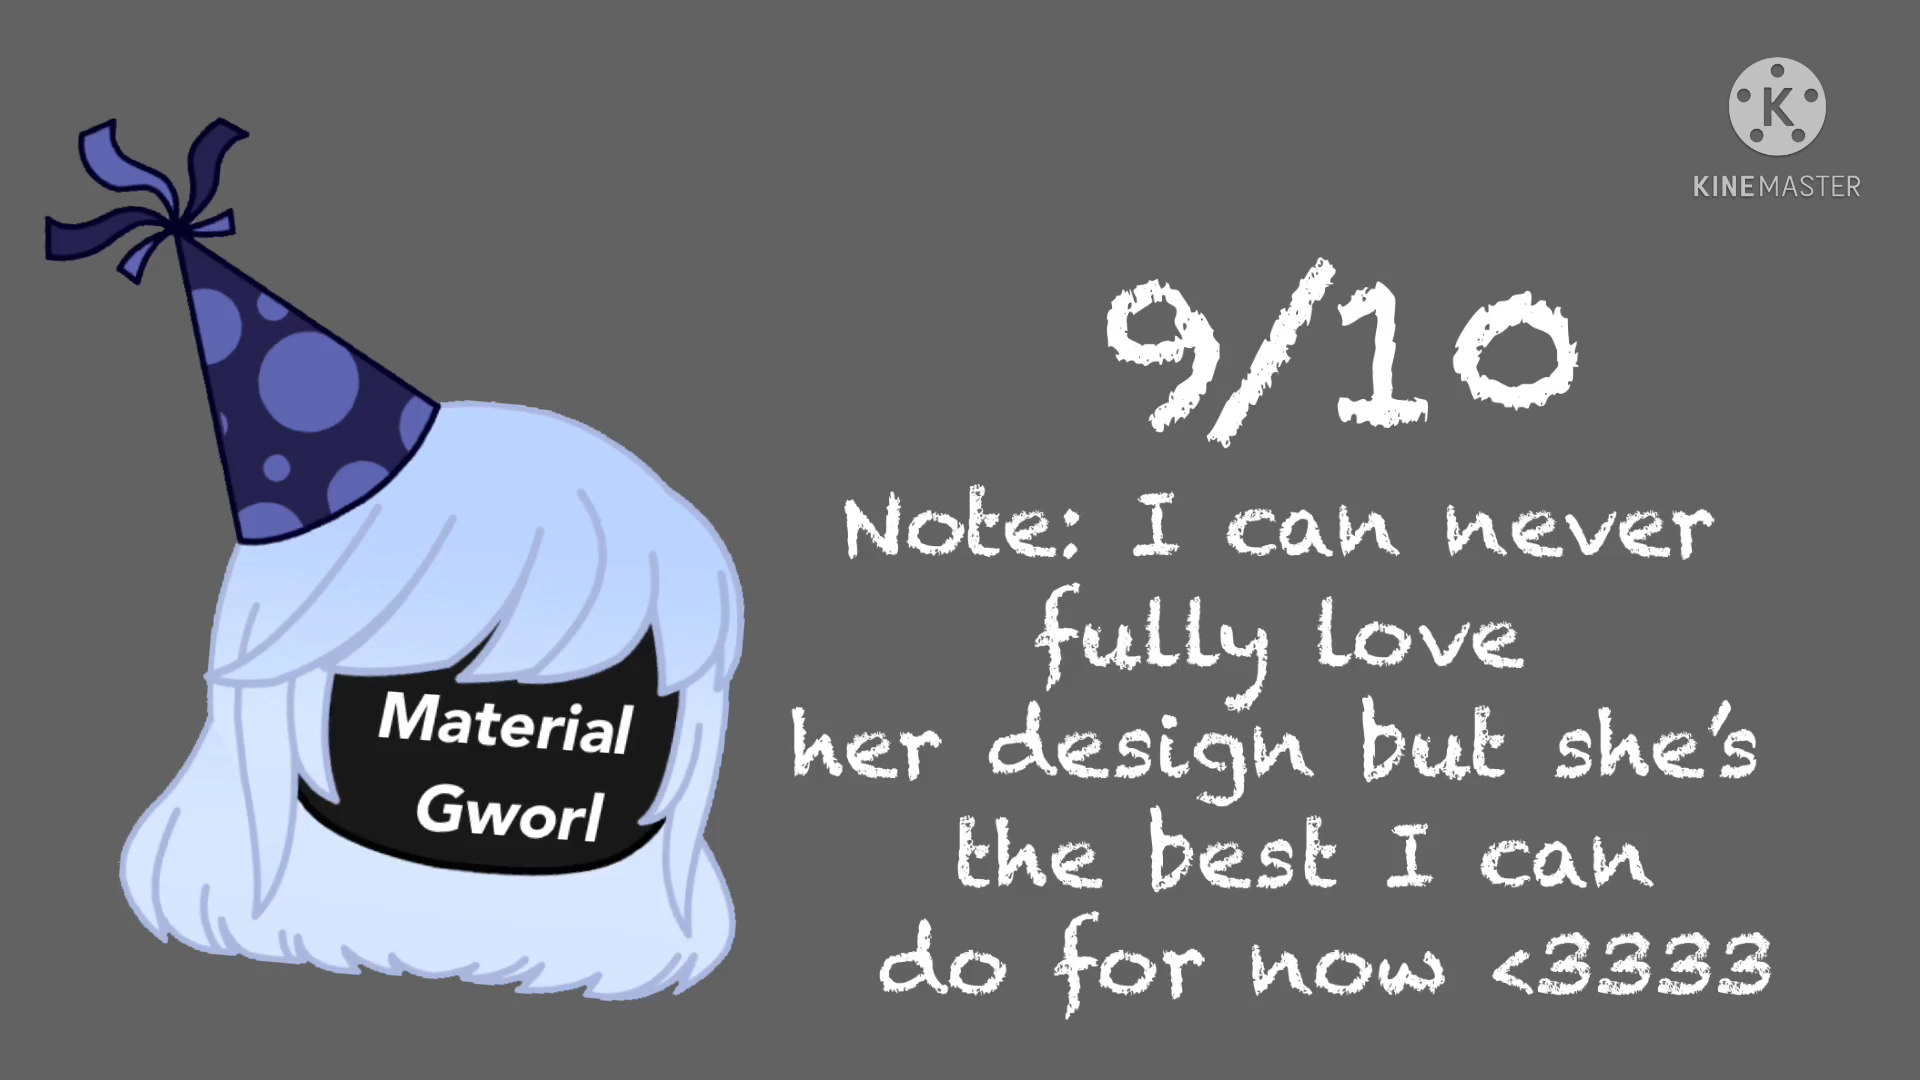 K
KINEMASTER
9/10
Note: I can never
fully love
her design but she's
the best I can
do for now <3333
Material
Gworl